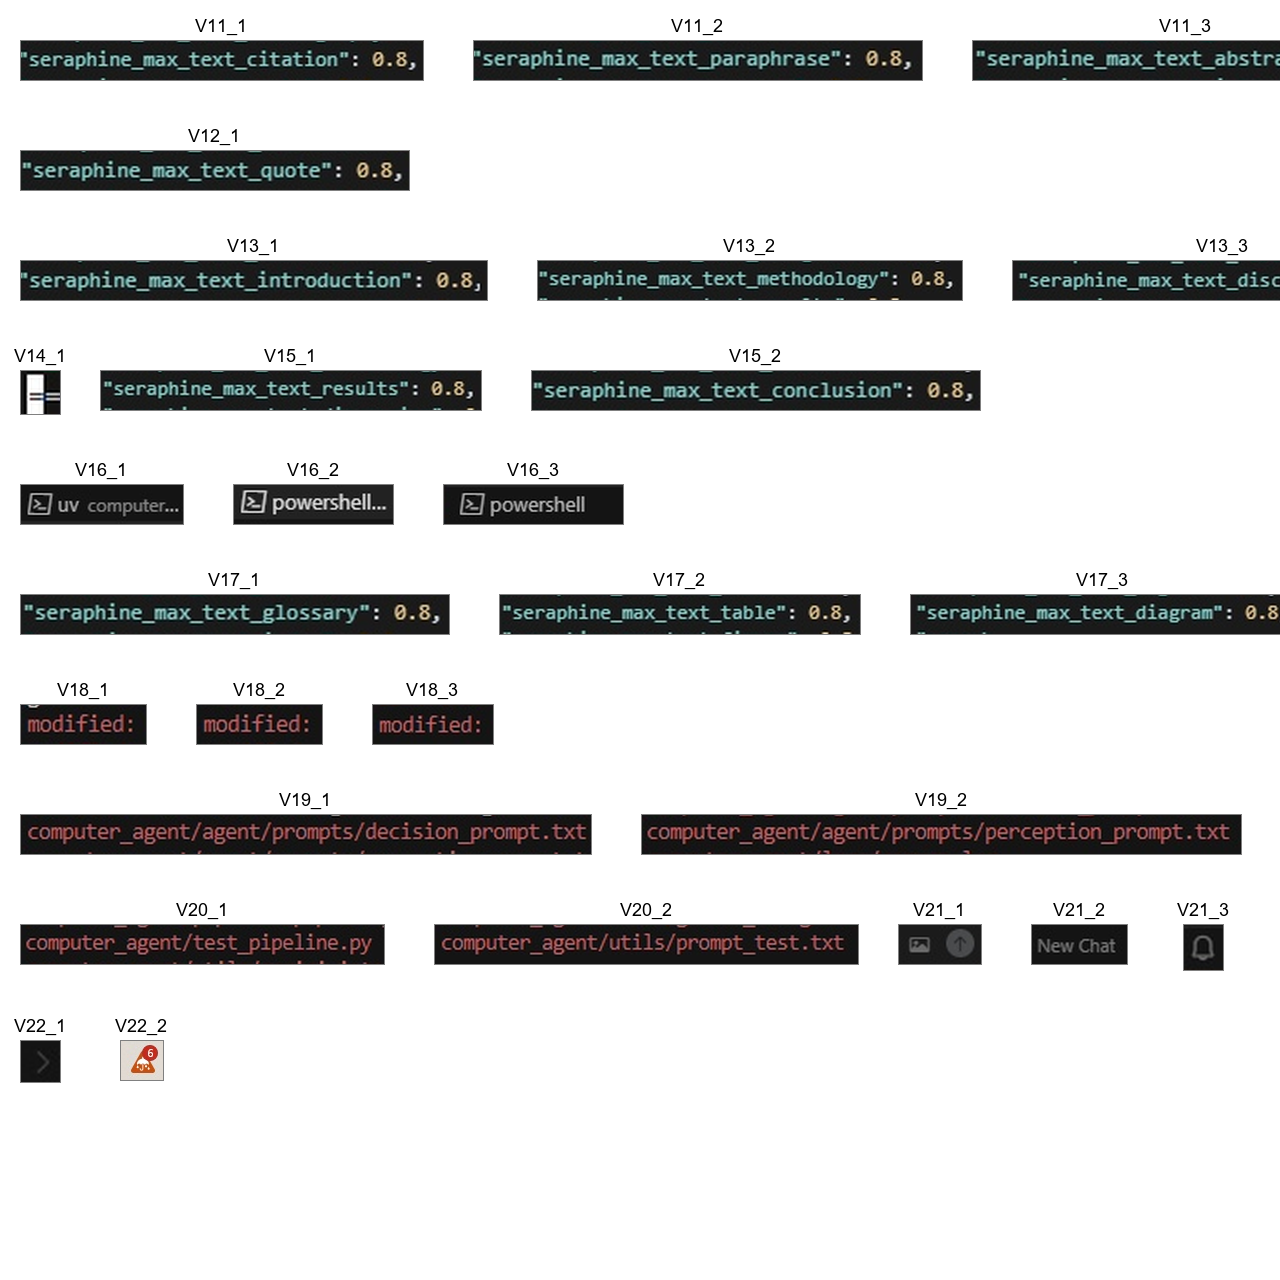 V11_1 V11_2 V11_3
"seraphine_max_text_citation": 0.8, "seraphine_max_text_paraphrase": 0.8, "seraphine_max_text_abstra
V12_1
"seraphine_max_text_quote": 0.8,
V13_1 V13_2 V13_3
"seraphine_max_text_introduction": 0.8, "seraphine_max_text_methodology": 0.8, "seraphine_max_text_disc
V14_1 V15_1 V15_2
"seraphine_max_text_results": 0.8, "seraphine_max_text_conclusion": 0.8,
V16_1 V16_2 V16_3
uv computer... powershell... powershell
V17_1 V17_2 V17_3
"seraphine_max_text_glossary": 0.8, "seraphine_max_text_table": 0.8, "seraphine_max_text_diagram": 0.8
V18_1 V18_2 V18_3
modified: modified: modified:
V19_1 V19_2
computer_agent/agent/prompts/decision_prompt.txt computer_agent/agent/prompts/perception_prompt.txt
V20_1 V20_2 V21_1 V21_2 V21_3
computer_agent/test_pipeline.py computer_agent/utils/prompt_test.txt New Chat
V22_1 V22_2
6